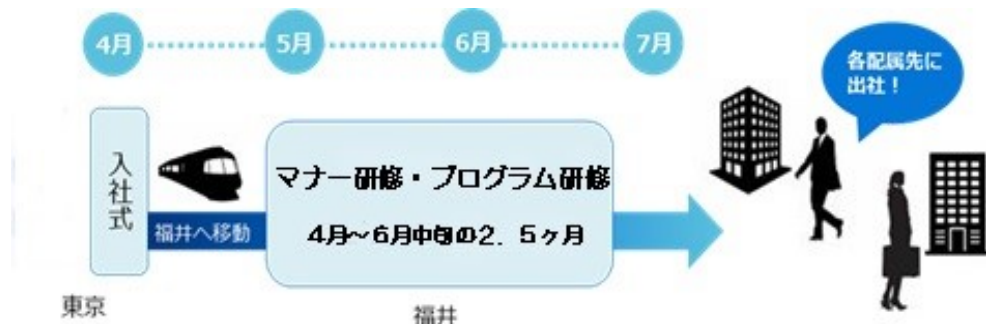 4月
5月
6月
7月
各配属先に
出社！
入社式
福井へ移動
マナー研修・プログラム研修
4月～6月中旬の2．5ヶ月
東京
福井